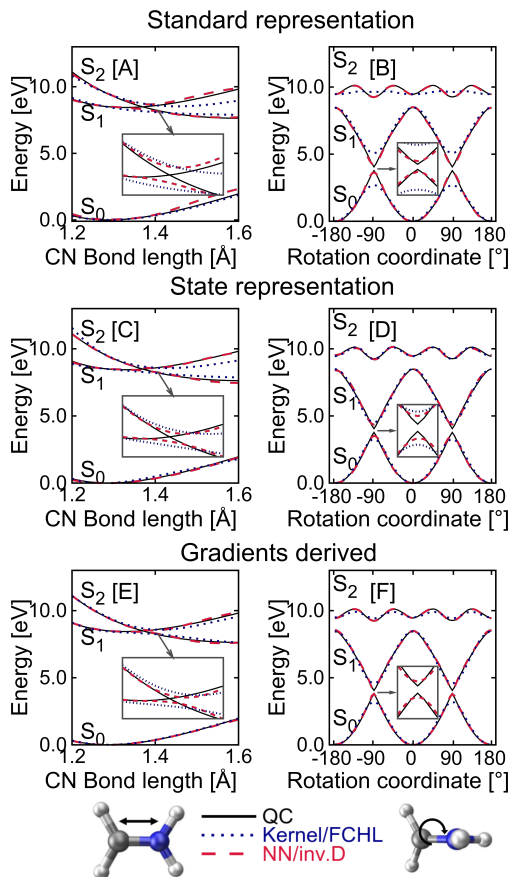 Standard representation
S2 [A]
S1
S0
Energy [eV]
10.0
5.0
0.0
1.2 1.4 1.6
CN Bond length [Å]
S2 [B]
S1
S0
Energy [eV]
10.0
5.0
0.0
-180 -90 0 90 180
Rotation coordinate [°]
State representation
S2 [C]
S1
S0
Energy [eV]
10.0
5.0
0.0
1.2 1.4 1.6
CN Bond length [Å]
S2 [D]
S1
S0
Energy [eV]
10.0
5.0
0.0
-180 -90 0 90 180
Rotation coordinate [°]
Gradients derived
S2 [E]
S1
S0
Energy [eV]
10.0
5.0
0.0
1.2 1.4 1.6
CN Bond length [Å]
S2 [F]
S1
S0
Energy [eV]
10.0
5.0
0.0
-180 -90 0 90 180
Rotation coordinate [°]
QC
Kernel/FCHL
NN/inv.D